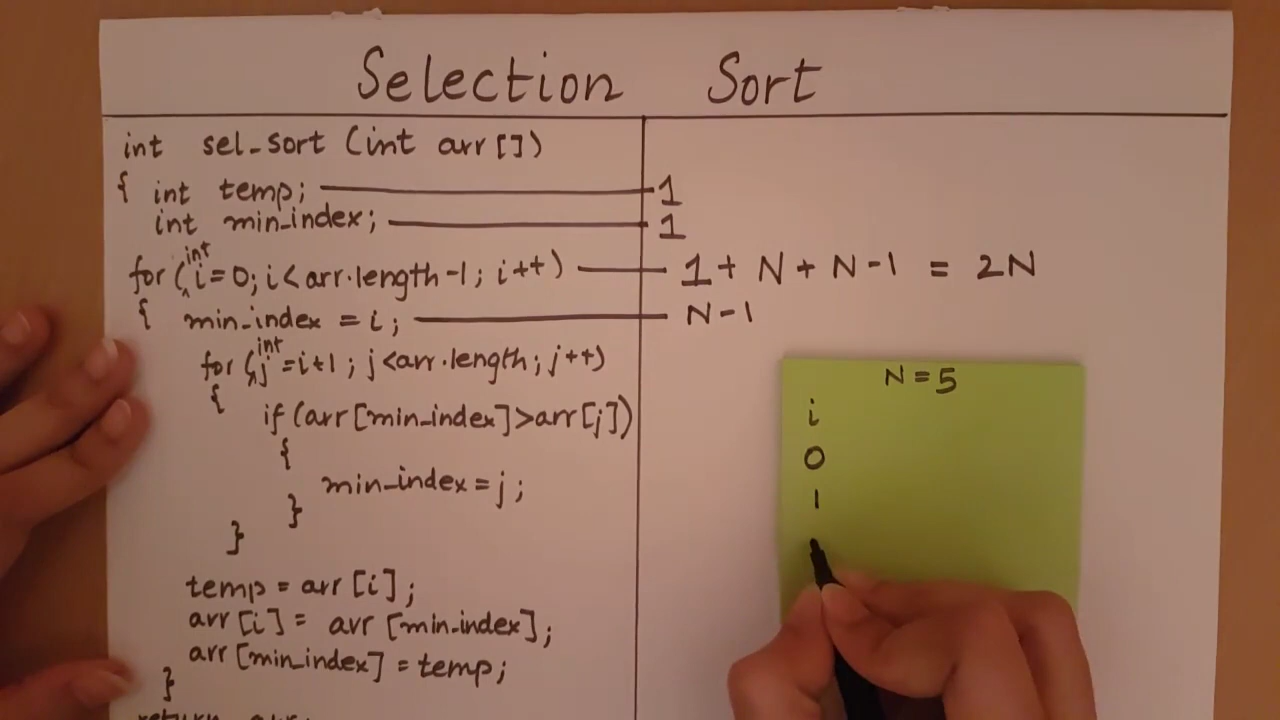 Selection Sort
int sel_sort (int arr[])
{ int temp; 1
int min_index; 1
for (int i=0; i<arr.length-1; i++) 1 + N + N-1 = 2N
{ min_index = i; N-1
for (int j=i+1; j<arr.length; j++)
{
if (arr[min_index]>arr[j])
{
min_index=j;
}
}
temp = arr[i];
arr[i] = arr[min_index];
arr[min_index] = temp;
}
N=5
i
0
1